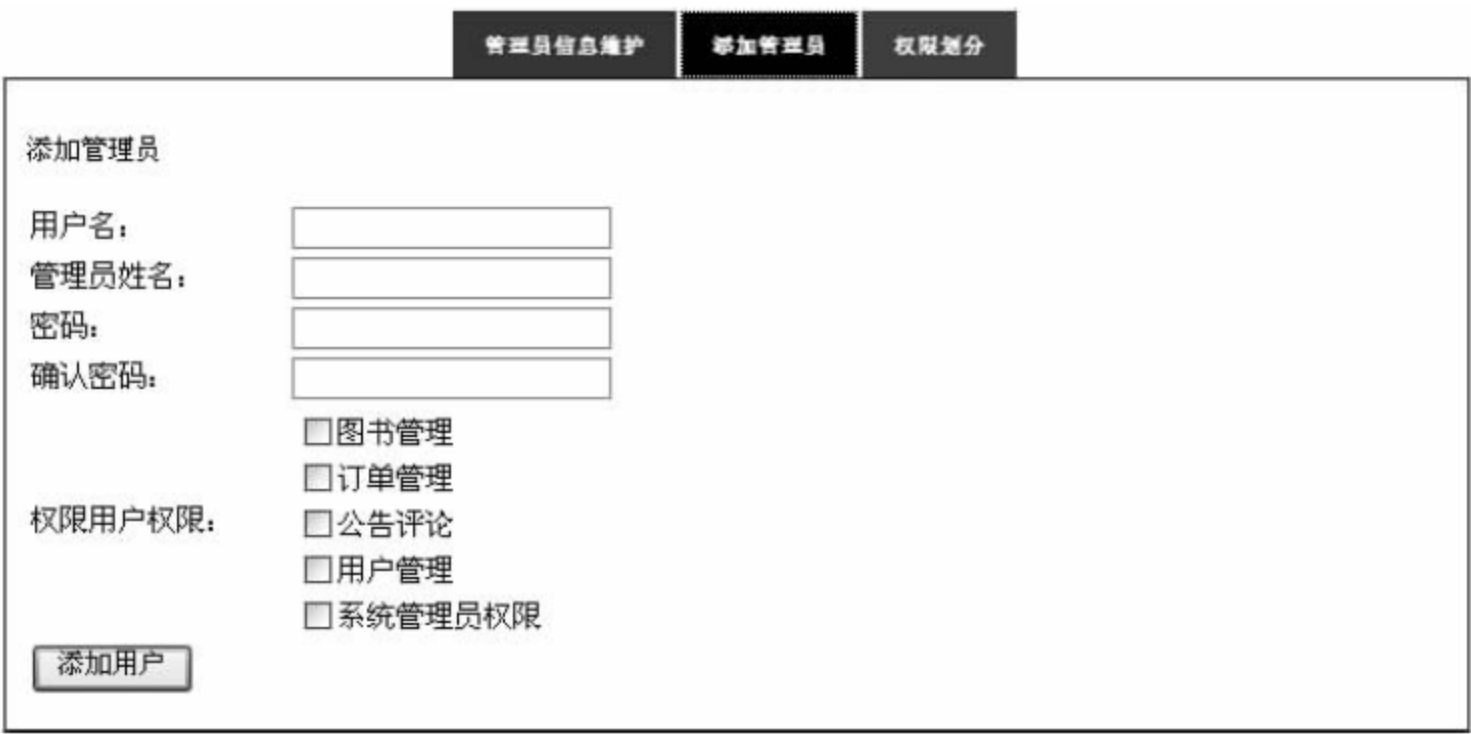 管理员信息维护 添加管理员 权限划分
添加管理员
用户名：
管理员姓名：
密码：
确认密码：
图书管理
订单管理
权限用户权限：
公告评论
用户管理
系统管理员权限
添加用户